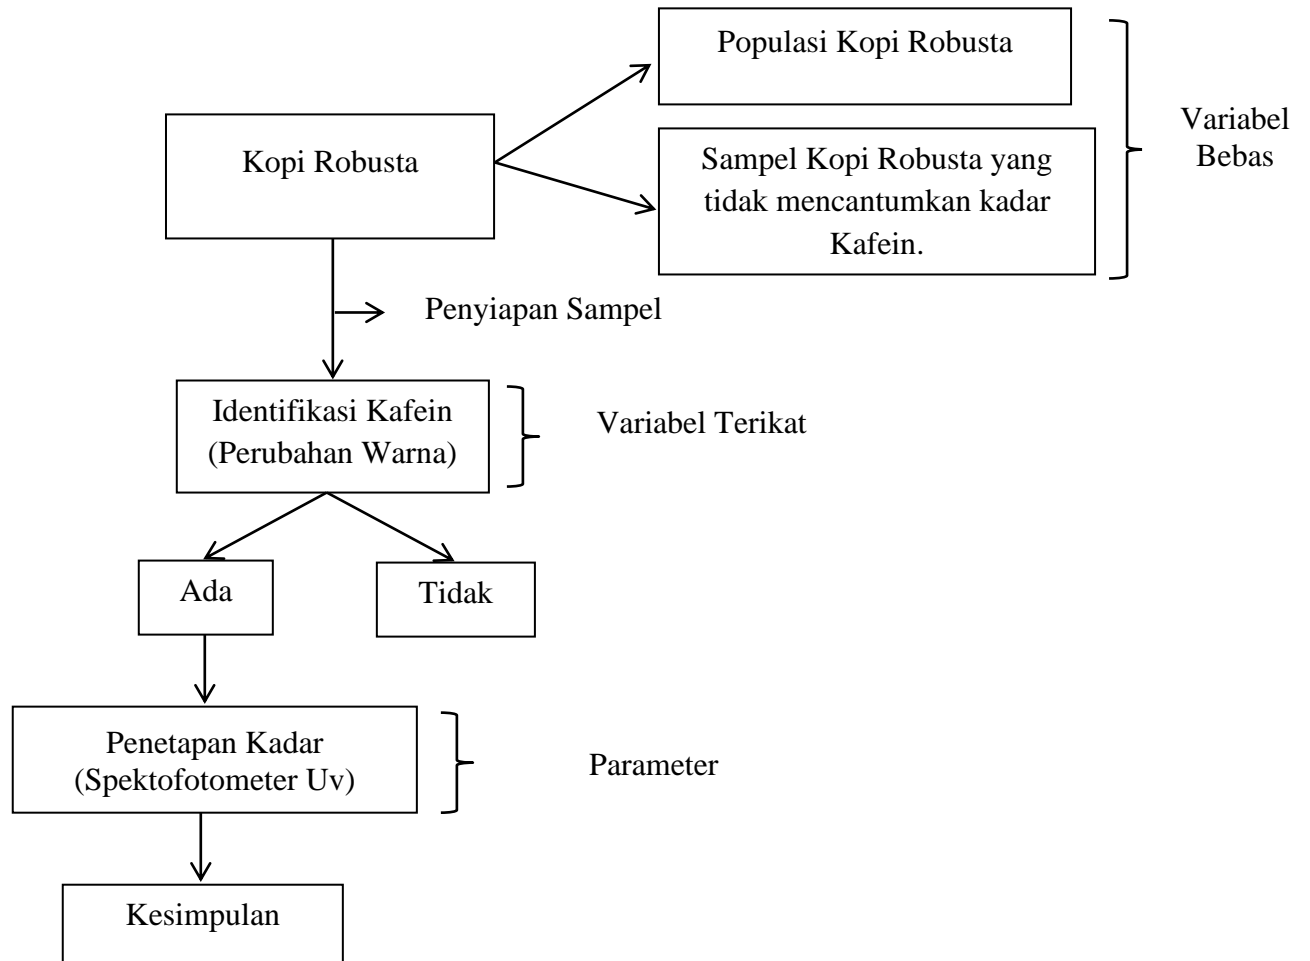 Populasi Kopi Robusta
Variabel
Bebas
Kopi Robusta
Sampel Kopi Robusta yang
tidak mencantumkan kadar
Kafein.
Penyiapan Sampel
Identifikasi Kafein
(Perubahan Warna)
Variabel Terikat
Ada
Tidak
Penetapan Kadar
(Spektofotometer Uv)
Parameter
Kesimpulan